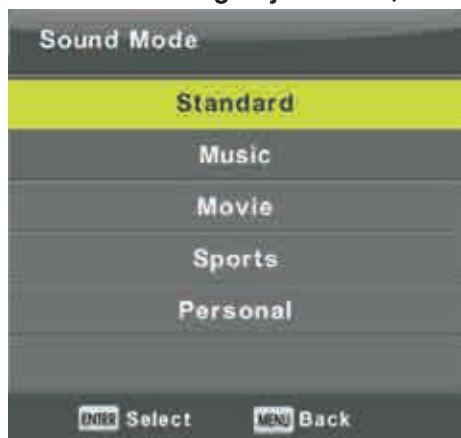 Sound Mode
Standard
Music
Movie
Sports
Personal
ENTER Select MENU Back